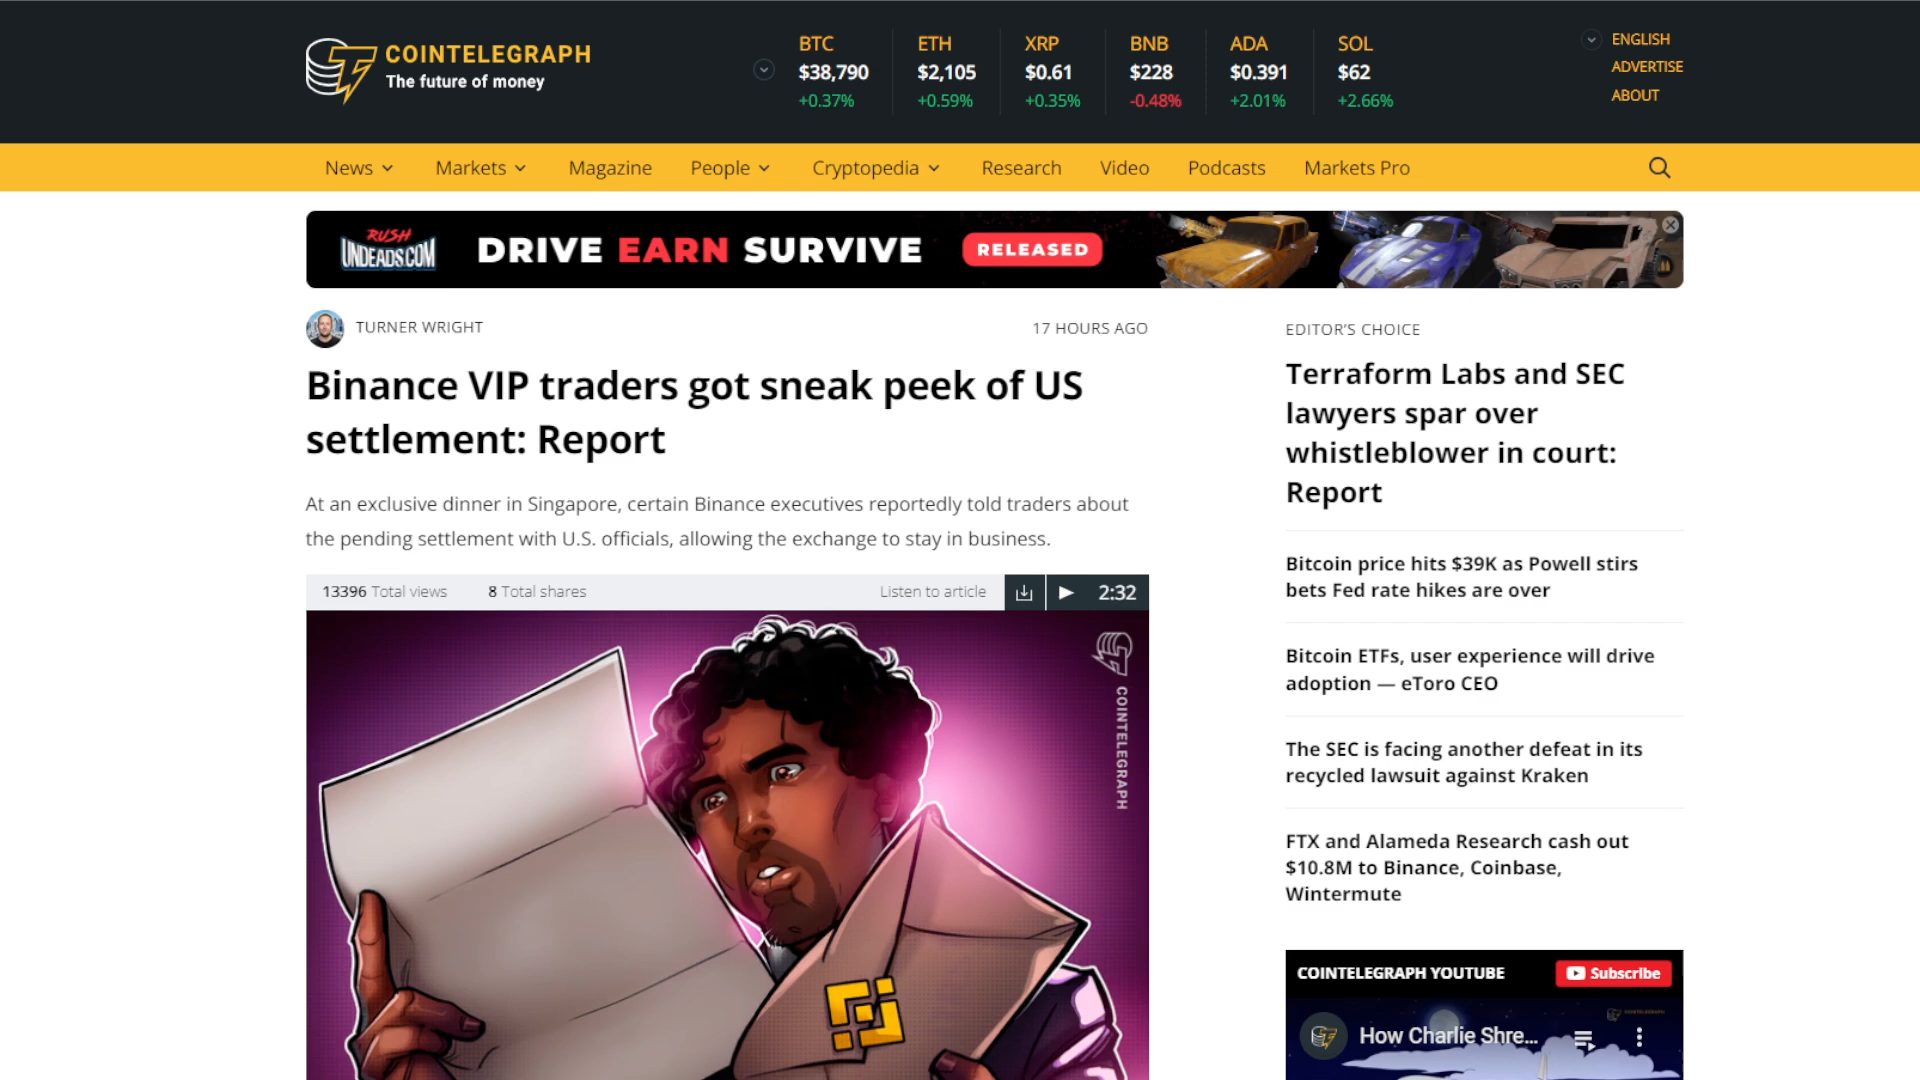 COINTELEGRAPH
The future of money
BTC
$38,790
+0.37%
ETH
$2,105
+0.59%
XRP
$0.61
+0.35%
BNB
$228
-0.48%
ADA
$0.391
+2.01%
SOL
$62
+2.66%
ENGLISH
ADVERTISE
ABOUT
News
Markets
Magazine
People
Cryptopedia
Research
Video
Podcasts
Markets Pro
RUSH
UNDEADS.COM
DRIVE EARN SURVIVE
RELEASED
TURNER WRIGHT
17 HOURS AGO
Binance VIP traders got sneak peek of US
settlement: Report
At an exclusive dinner in Singapore, certain Binance executives reportedly told traders about
the pending settlement with U.S. officials, allowing the exchange to stay in business.
13396 Total views
8 Total shares
Listen to article
2:32
COINTELEGRAPH
EDITOR'S CHOICE
Terraform Labs and SEC
lawyers spar over
whistleblower in court:
Report
Bitcoin price hits $39K as Powell stirs
bets Fed rate hikes are over
Bitcoin ETFs, user experience will drive
adoption — eToro CEO
The SEC is facing another defeat in its
recycled lawsuit against Kraken
FTX and Alameda Research cash out
$10.8M to Binance, Coinbase,
Wintermute
COINTELEGRAPH YOUTUBE
Subscribe
COINTELEGRAPH
How Charlie Shre...